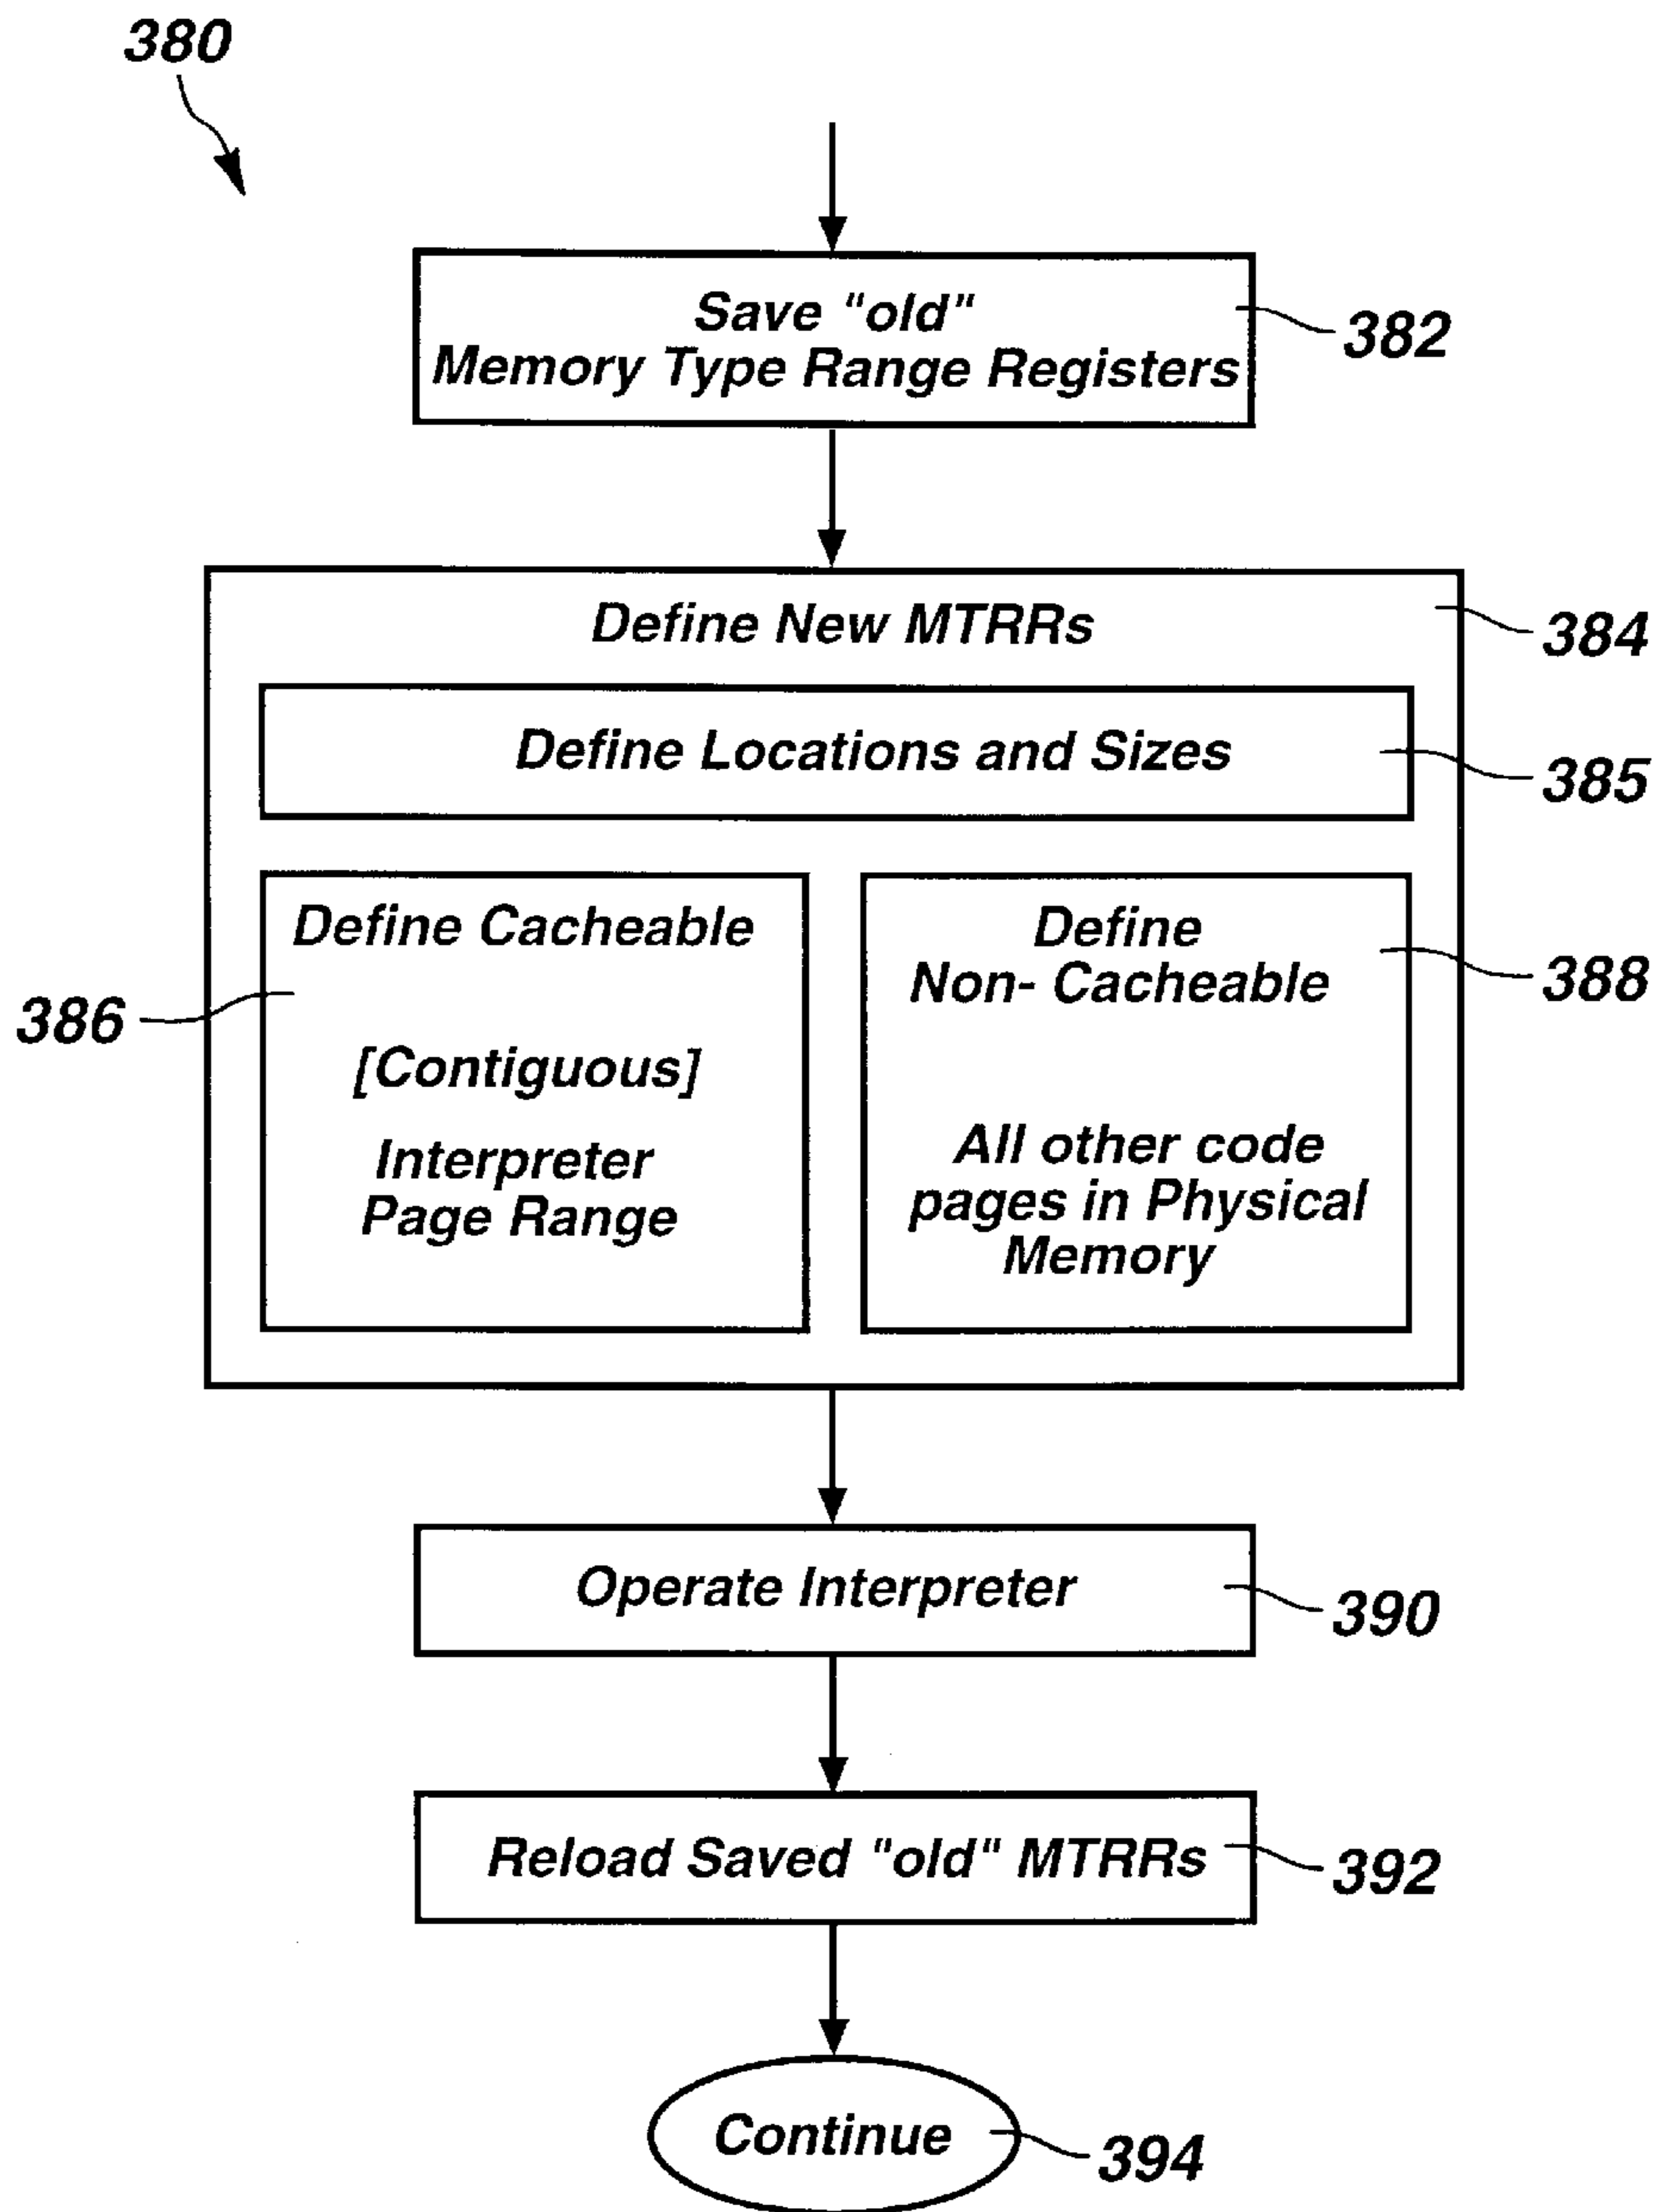 380
Save "old"
Memory Type Range Registers
382
Define New MTRRs
384
Define Locations and Sizes
385
Define Cacheable
[Contiguous]
Interpreter
Page Range
386
Define
Non- Cacheable
All other code
pages in Physical
Memory
388
Operate Interpreter
390
Reload Saved "old" MTRRs
392
Continue
394